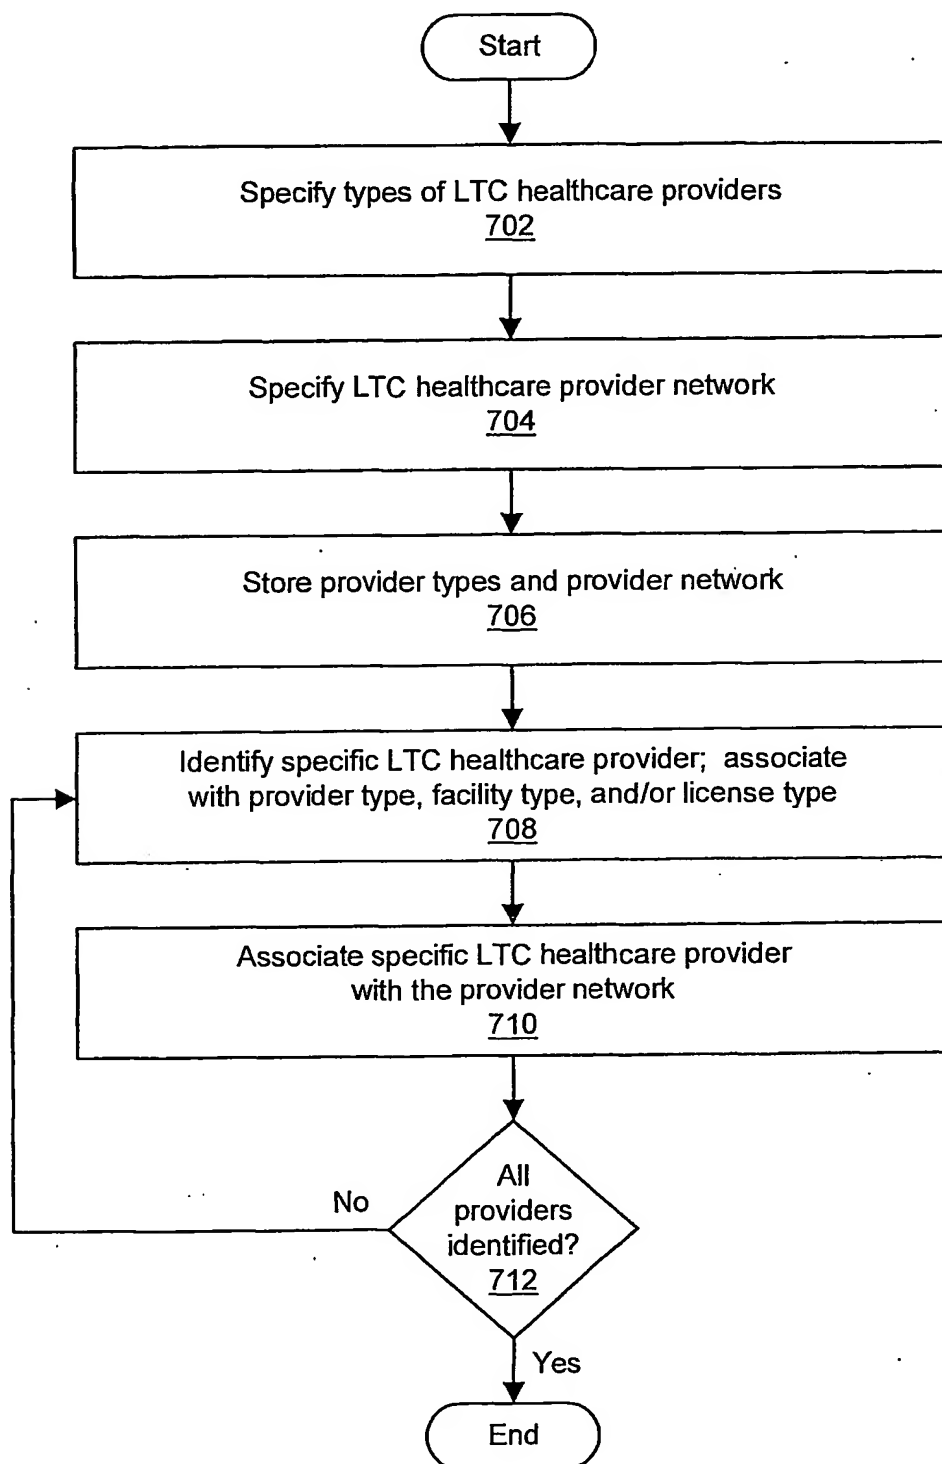 Start
Specify types of LTC healthcare providers
702
Specify LTC healthcare provider network
704
Store provider types and provider network
706
Identify specific LTC healthcare provider; associate
with provider type, facility type, and/or license type
708
Associate specific LTC healthcare provider
with the provider network
710
All
providers
identified?
712
No
Yes
End